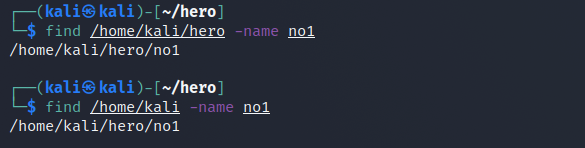 ┌──(kali㉿kali)-[~/hero]
└─$ find /home/kali/hero -name no1
/home/kali/hero/no1
┌──(kali㉿kali)-[~/hero]
└─$ find /home/kali -name no1
/home/kali/hero/no1